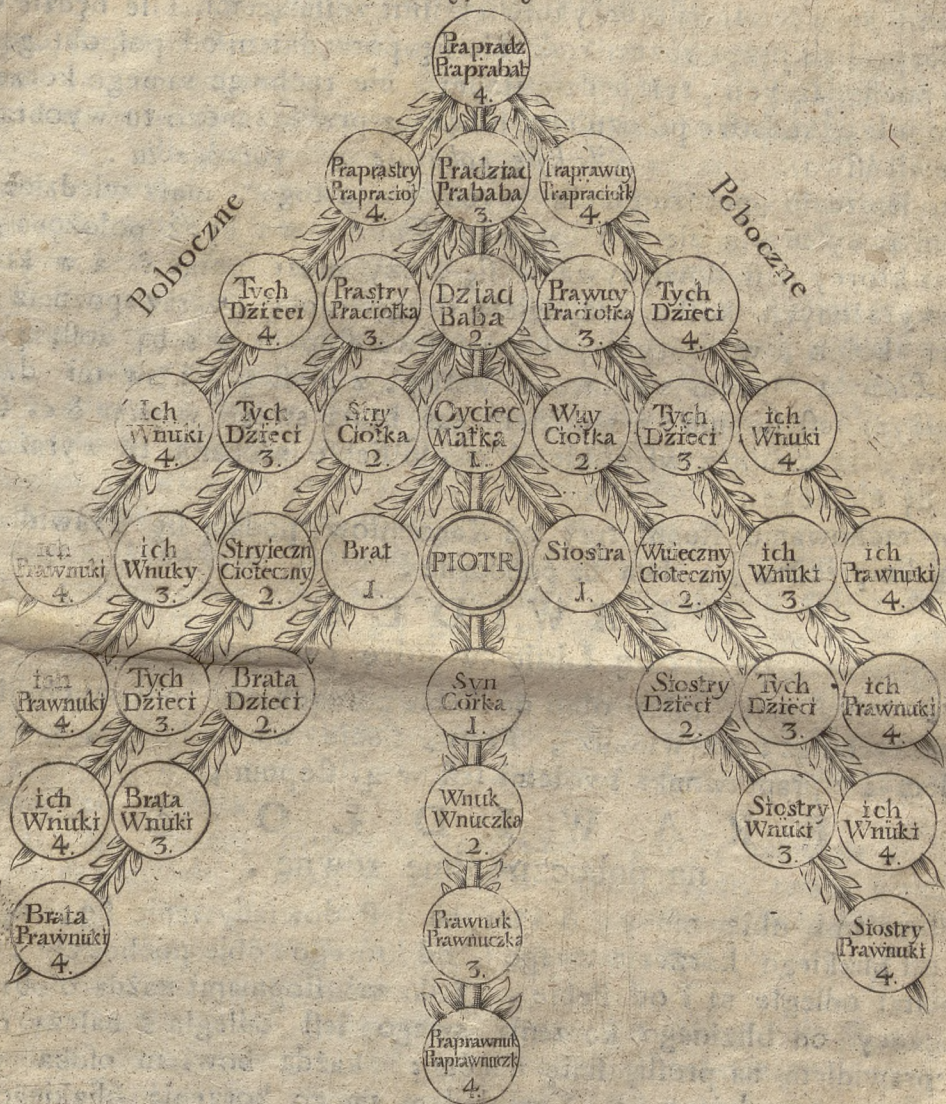 Prapradz
Praprabab
4.
Praprastry
Prapracioł
4.
Pradziad
Prababa
3.
Praprawuy
Prapraciotk
4.
Poboczne
Poboczne
Tych
Dzieci
4.
Prastry
Praciotka
3.
Dziad
Baba
2.
Prawuy
Praciotka
3.
Tych
Dzieci
4.
Ich
Wnuki
4.
Tych
Dzieci
3.
Stry
Ciotka
2.
Oyciec
Matka
1.
Wuy
Ciotka
2.
Tych
Dzieci
3.
ich
Wnuki
4.
ich
Prawnuki
4.
ich
Wnuky
3.
Stryieczn
Cioteczny
2.
Brat
1.
PIOTR
Siostra
1.
Wuieczny
Cioteczny
2.
ich
Wnuki
3.
ich
Prawnuki
4.
ich
Prawnuki
4.
Tych
Dzieci
3.
Brata
Dzieci
2.
Syn
Corka
1.
Siostry
Dzieci
2.
Tych
Dzieci
3.
ich
Prawnuki
4.
ich
Wnuki
4.
Brata
Wnuki
3.
Wnuk
Wnuczka
2.
Siostry
Wnuki
3.
ich
Wnuki
4.
Brata
Prawnuki
4.
Prawnuk
Prawnuczka
3.
Siostry
Prawnuki
4.
Praprawnuk
Praprawnuczk
4.